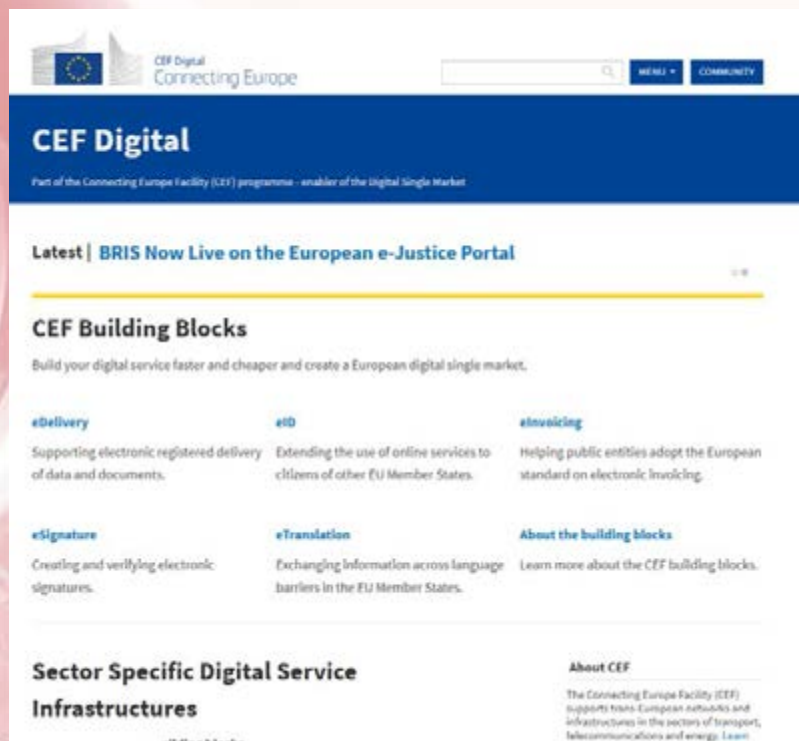 CEF Digital
Connecting Europe
MENU
COMMUNITY
CEF Digital
Part of the Connecting Europe Facility (CEF) programme - enabler of the Digital Single Market
Latest | BRIS Now Live on the European e-Justice Portal
CEF Building Blocks
Build your digital service faster and cheaper and create a European digital single market.
eDelivery
Supporting electronic registered delivery
of data and documents.
eID
Extending the use of online services to
citizens of other EU Member States.
eInvoicing
Helping public entities adopt the European
standard on electronic invoicing.
eSignature
Creating and verifying electronic
signatures.
eTranslation
Exchanging information across language
barriers in the EU Member States.
About the building blocks
Learn more about the CEF building blocks.
Sector Specific Digital Service
Infrastructures
About CEF
The Connecting Europe Facility (CEF)
supports trans-European networks and
infrastructures in the sectors of transport,
telecommunications and energy. Learn